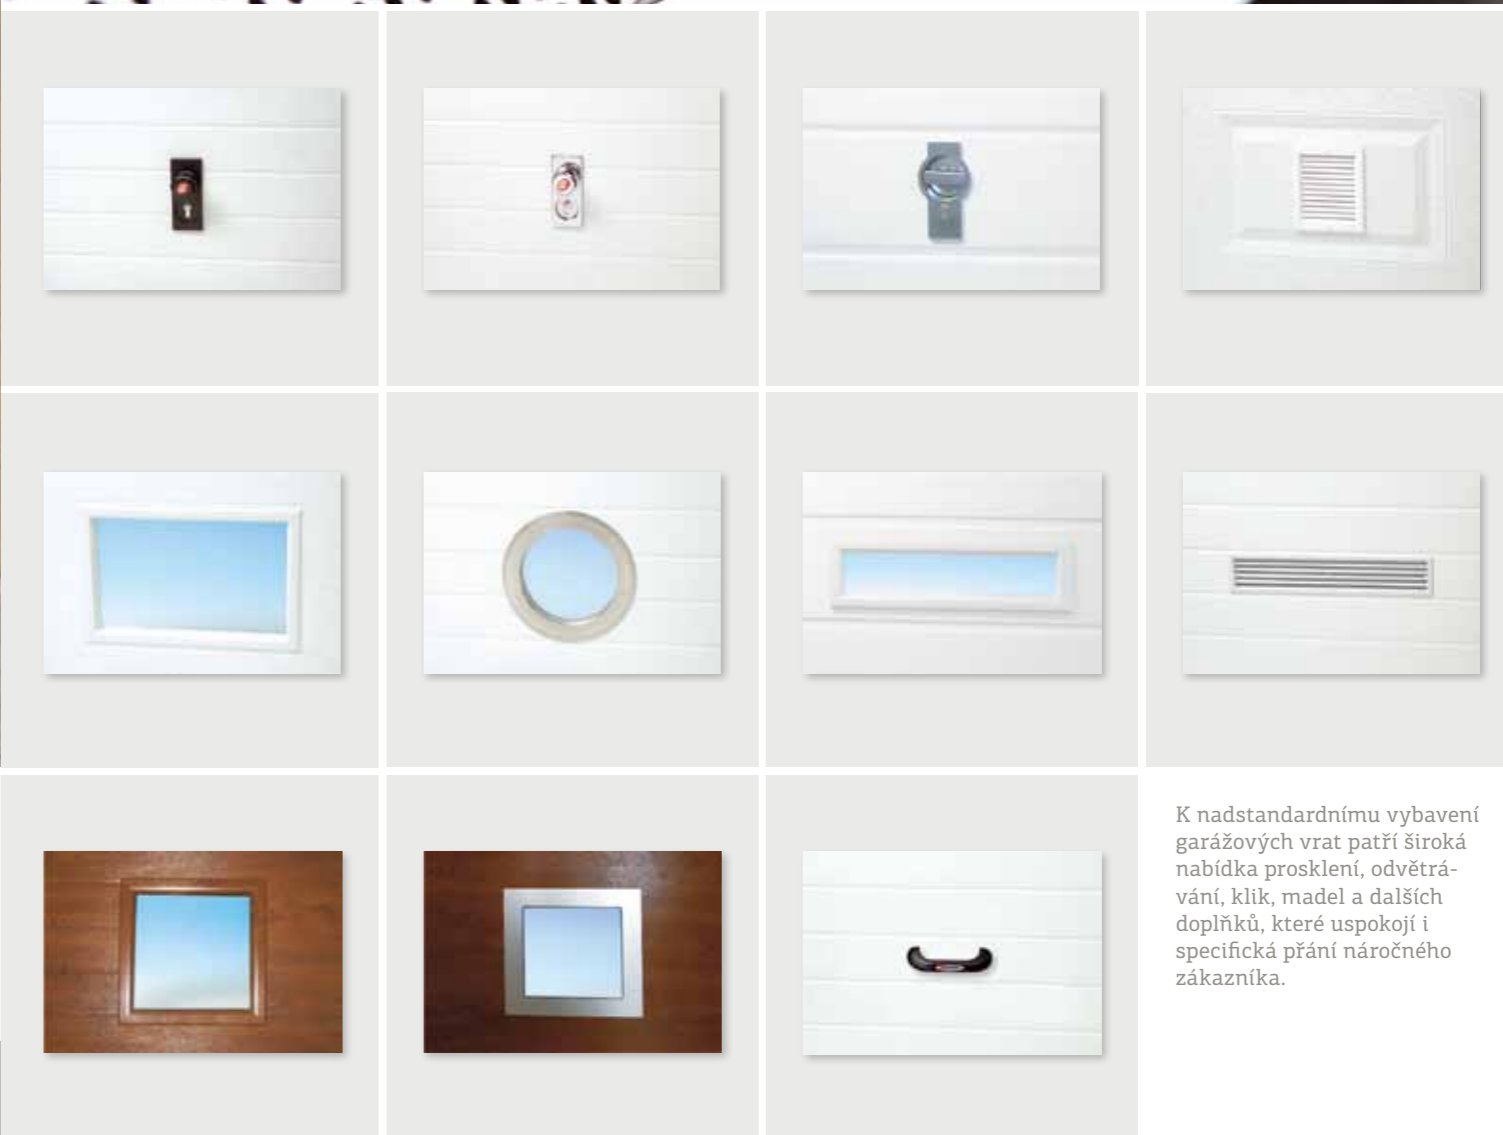 K nadstandardnímu vybavení
garážových vrat patří široká
nabídka prosklení, odvětrá-
vání, klik, madel a dalších
doplňků, které uspokojí i
specifická přání náročného
zákazníka.